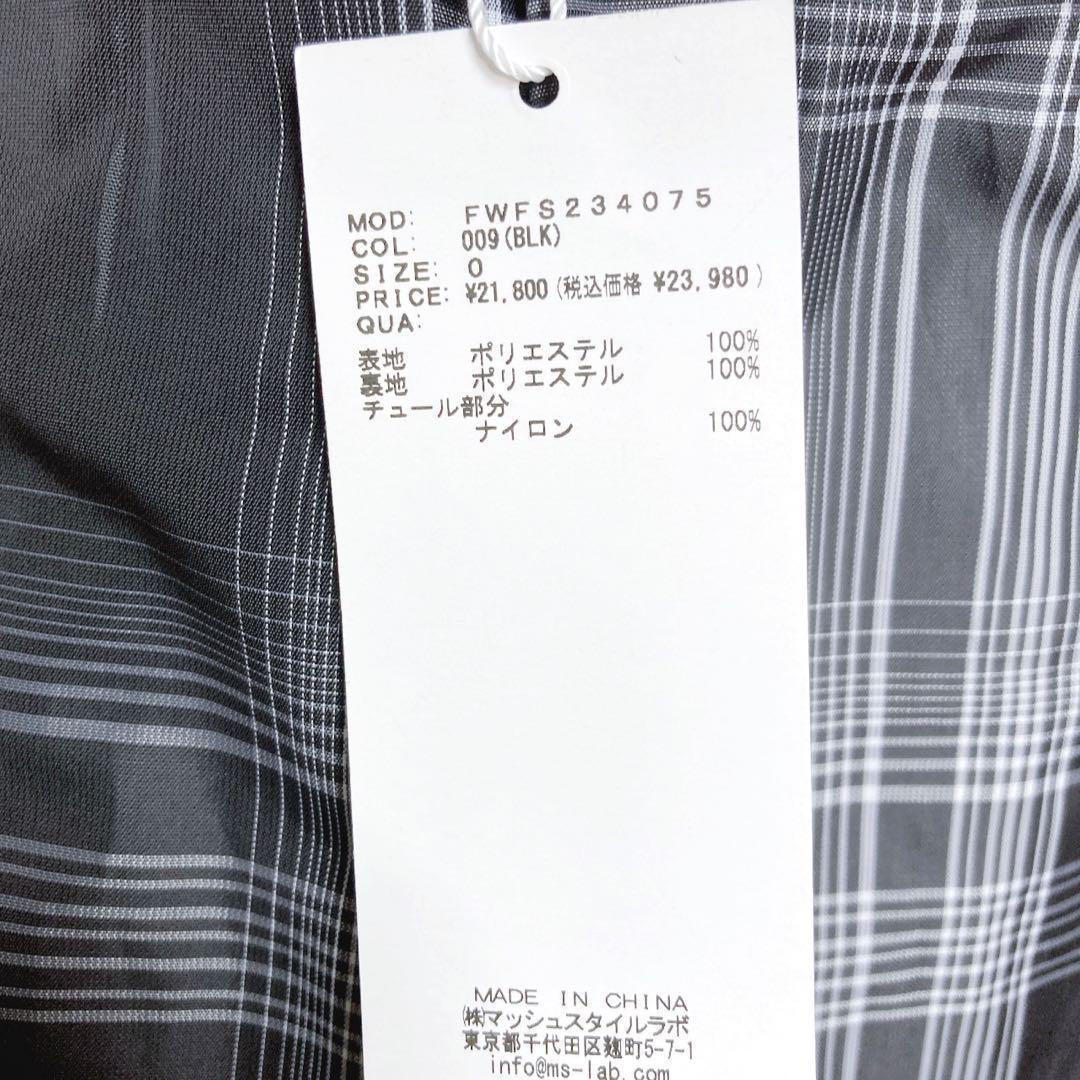 MOD: FWFS234075
COL: 009(BLK)
SIZE: 0
PRICE: ¥21,800(税込価格 ¥23,980)
QUA:
表地 ポリエステル 100%
裏地 ポリエステル 100%
チュール部分
ナイロン 100%
MADE IN CHINA
㈱マッシュスタイルラボ
東京都千代田区麹町5-7-1
info@ms-lab.com